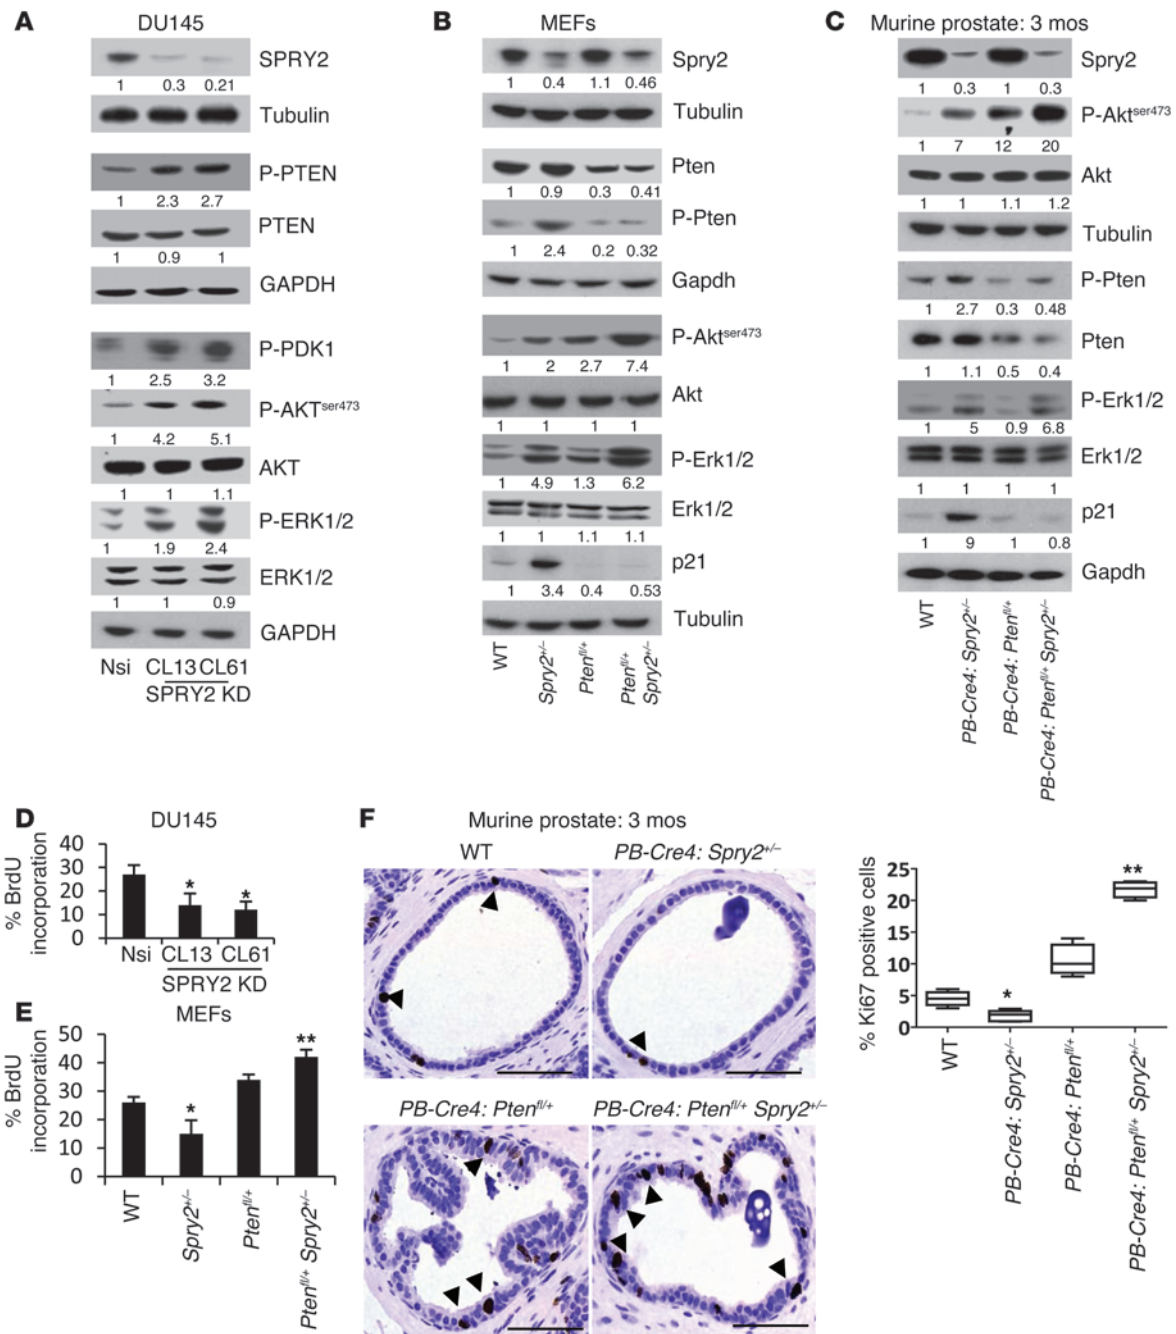 A
DU145
SPRY2
1 0.3 0.21
Tubulin
P-PTEN
1 2.3 2.7
PTEN
1 0.9 1
GAPDH
P-PDK1
1 2.5 3.2
P-AKTser473
1 4.2 5.1
AKT
1 1 1.1
P-ERK1/2
1 1.9 2.4
ERK1/2
1 1 0.9
GAPDH
Nsi CL13 CL61
SPRY2 KD
B
MEFs
Spry2
1 0.4 1.1 0.46
Tubulin
Pten
1 0.9 0.3 0.41
P-Pten
1 2.4 0.2 0.32
Gapdh
P-Aktser473
1 2 2.7 7.4
Akt
1 1 1 1
P-Erk1/2
1 4.9 1.3 6.2
Erk1/2
1 1 1.1 1.1
p21
1 3.4 0.4 0.53
Tubulin
WT
Spry2+/–
Ptenfl/+
Ptenfl/+
Spry2+/–
C
Murine prostate: 3 mos
Spry2
1 0.3 1 0.3
P-Aktser473
1 7 12 20
Akt
1 1 1.1 1.2
Tubulin
P-Pten
1 2.7 0.3 0.48
Pten
1 1.1 0.5 0.4
P-Erk1/2
1 5 0.9 6.8
Erk1/2
1 1 1 1
p21
1 9 1 0.8
Gapdh
WT
PB-Cre4: Spry2+/–
PB-Cre4: Ptenfl/+
PB-Cre4: Ptenfl/+ Spry2+/–
D
DU145
% BrdU
incorporation
40
30
20
10
0
* *
Nsi CL13 CL61
SPRY2 KD
E
MEFs
% BrdU
incorporation
50
40
30
20
10
0
* **
WT
Spry2+/–
Ptenfl/+
Ptenfl/+ Spry2+/–
F
Murine prostate: 3 mos
WT
PB-Cre4: Spry2+/–
PB-Cre4: Ptenfl/+
PB-Cre4: Ptenfl/+ Spry2+/–
% Ki67 positive cells
25
20
15
10
5
0
* **
WT
PB-Cre4: Spry2+/–
PB-Cre4: Ptenfl/+
PB-Cre4: Ptenfl/+ Spry2+/–